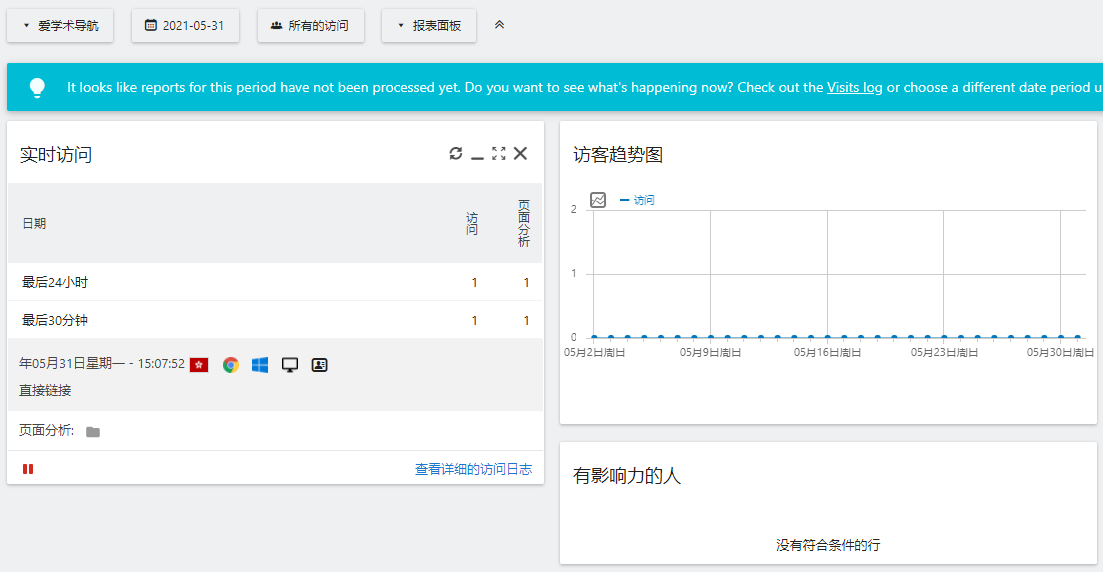 爱学术导航 2021-05-31 所有的访问 报表面板
It looks like reports for this period have not been processed yet. Do you want to see what's happening now? Check out the Visits log or choose a different date period u
实时访问
日期 访问 页面分析
最后24小时 1 1
最后30分钟 1 1
年05月31日星期一 - 15:07:52
直接链接
页面分析:
查看详细的访问日志
访客趋势图
访问
2
1
0
05月2日周日 05月9日周日 05月16日周日 05月23日周日 05月30日周日
有影响力的人
没有符合条件的行